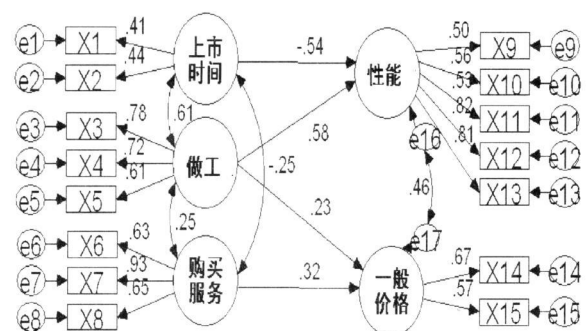 e1 X1 .41
e2 X2 .44
上市
时间
-.54
性能
.50 X9 e9
.56 X10 e10
.53 X11 e11
.82 X12 e12
.81 X13 e13
.61
.58
-.25
e3 X3 .78
e4 X4 .72
e5 X5 .61
做工
e16
.46
e17
.25
.23
e6 X6 .63
e7 X7 .93
e8 X8 .65
购买
服务
.32
一般
价格
.67 X14 e14
.57 X15 e15